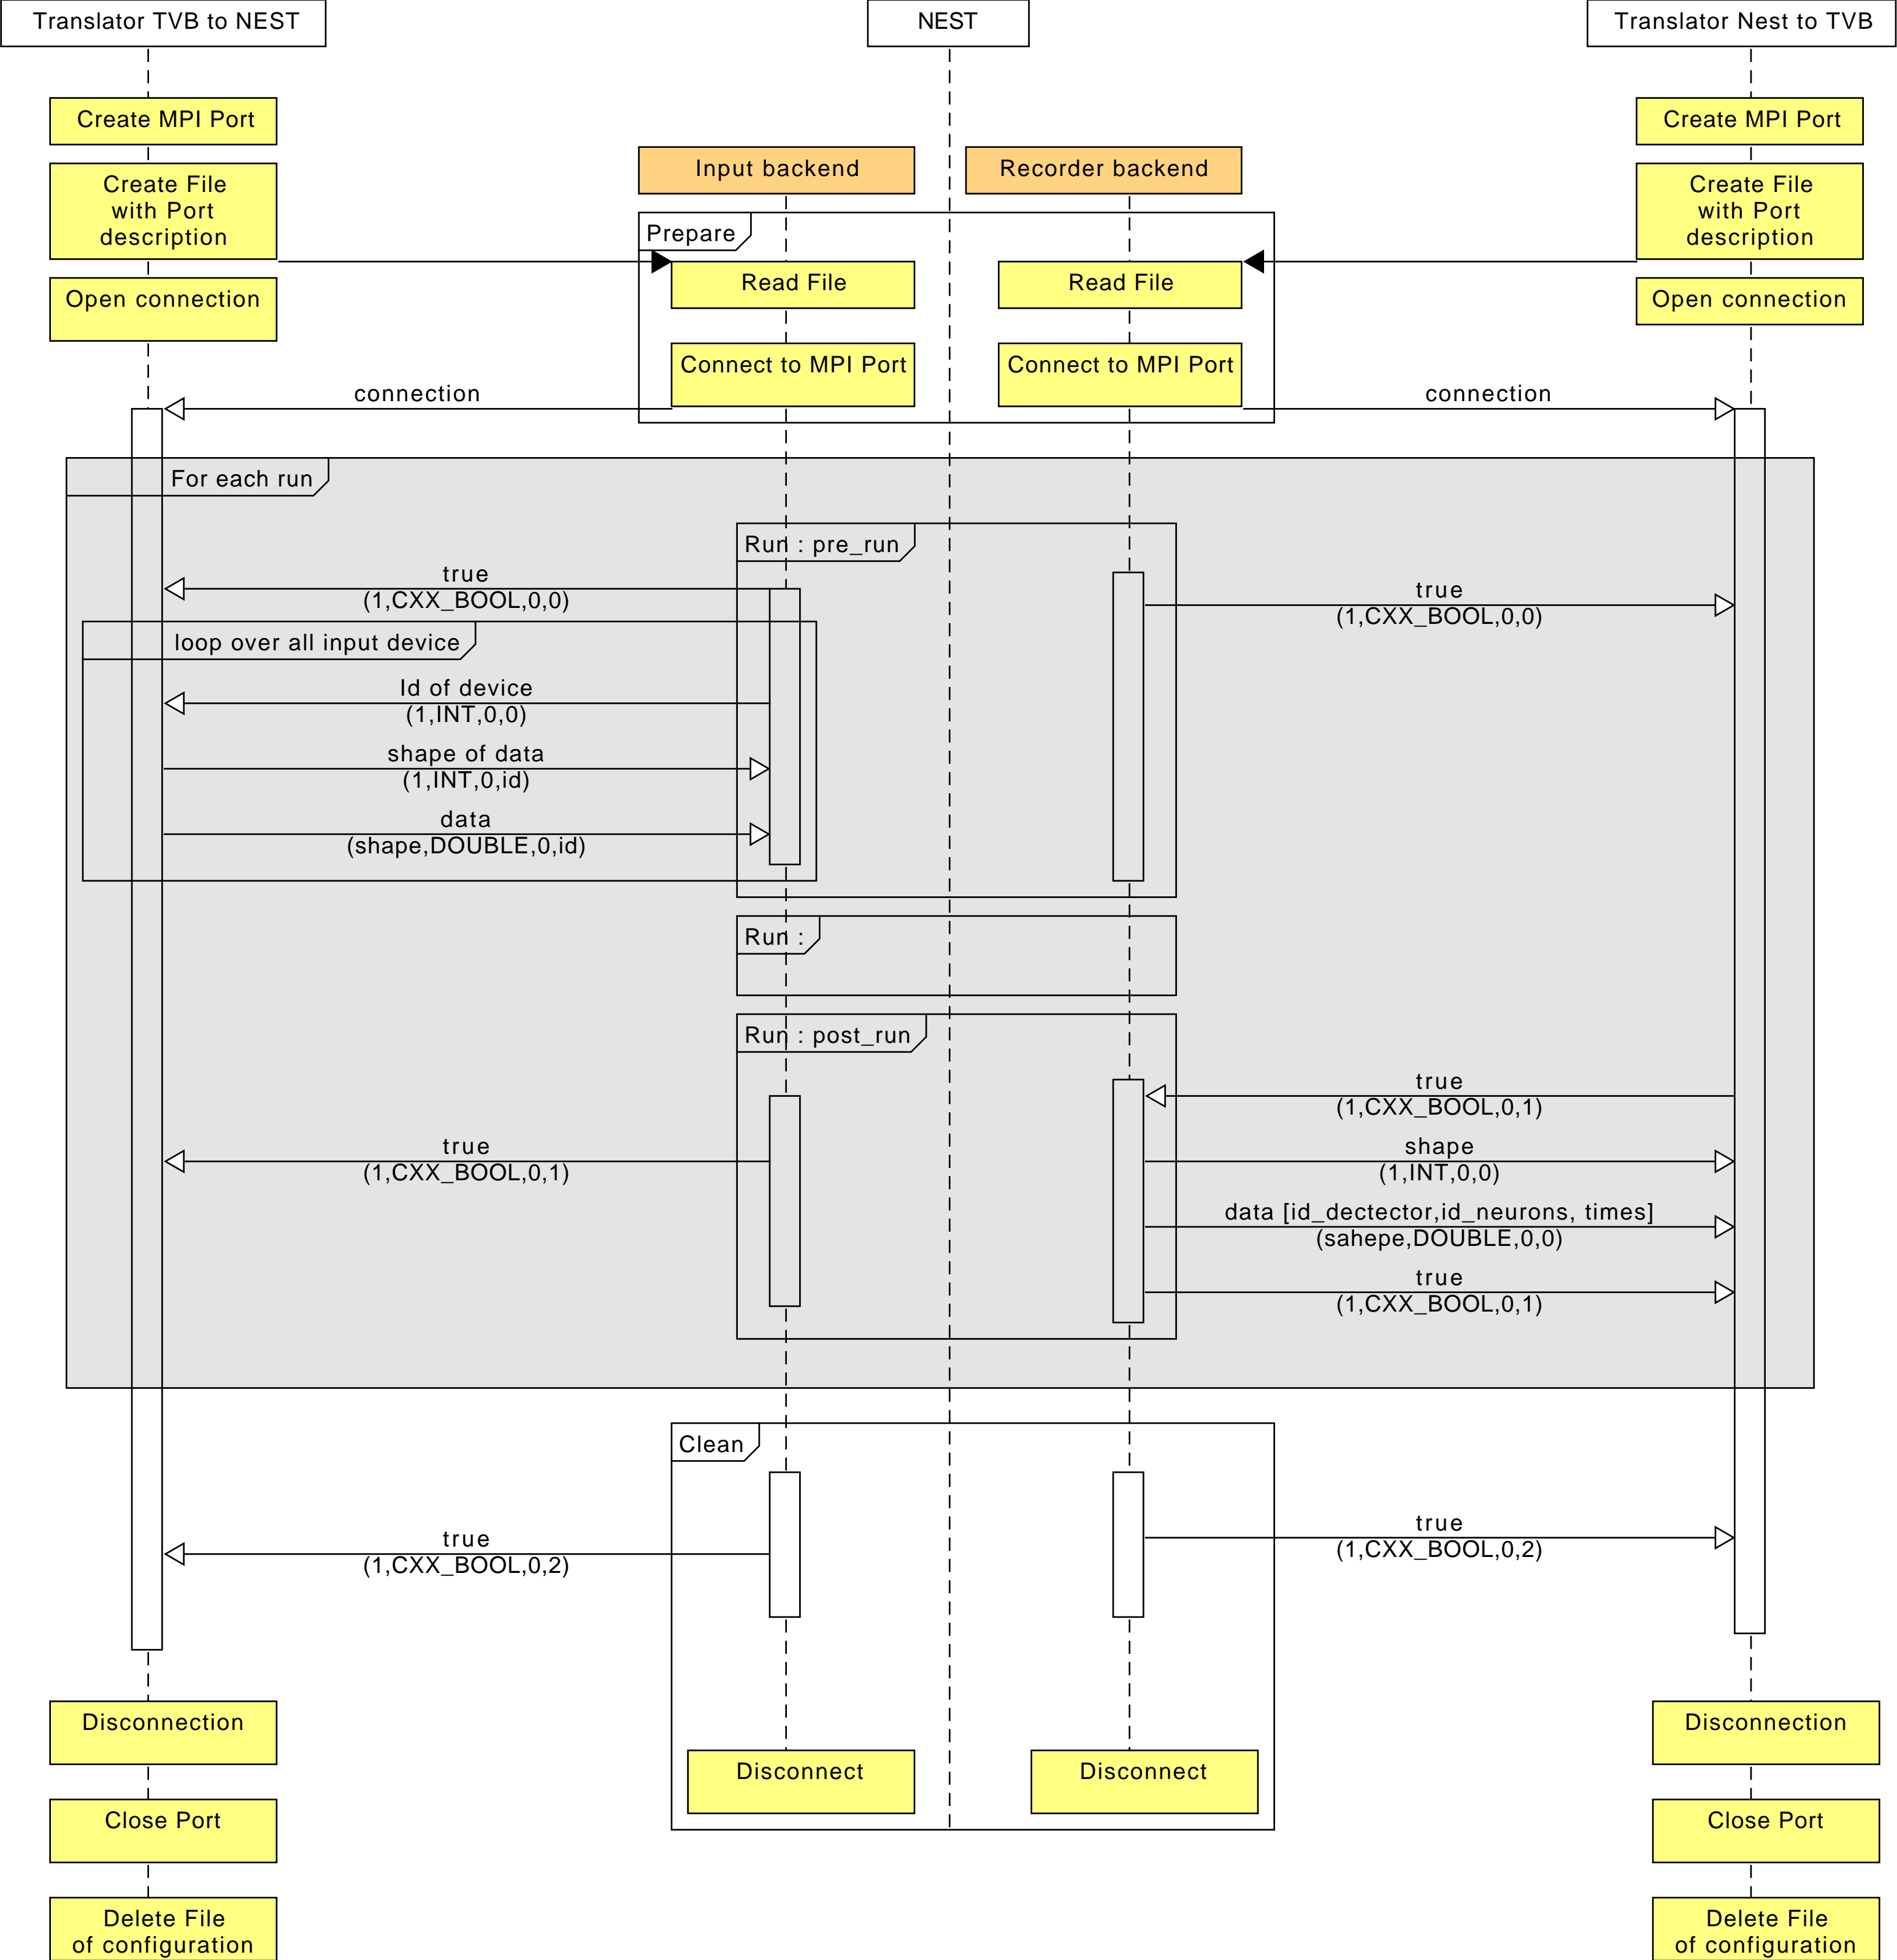 Translator TVB to NEST
NEST
Translator Nest to TVB
Create MPI Port
Create MPI Port
Input backend
Recorder backend
Create File
with Port
description
Create File
with Port
description
Prepare
Read File
Read File
Open connection
Open connection
Connect to MPI Port
Connect to MPI Port
connection
connection
For each run
Run : pre_run
true
(1,CXX_BOOL,0,0)
true
(1,CXX_BOOL,0,0)
loop over all input device
Id of device
(1,INT,0,0)
shape of data
(1,INT,0,id)
data
(shape,DOUBLE,0,id)
Run :
Run : post_run
true
(1,CXX_BOOL,0,1)
true
(1,CXX_BOOL,0,1)
shape
(1,INT,0,0)
data [id_dectector,id_neurons, times]
(sahepe,DOUBLE,0,0)
true
(1,CXX_BOOL,0,1)
Clean
true
(1,CXX_BOOL,0,2)
true
(1,CXX_BOOL,0,2)
Disconnection
Disconnection
Disconnect
Disconnect
Close Port
Close Port
Delete File
of configuration
Delete File
of configuration